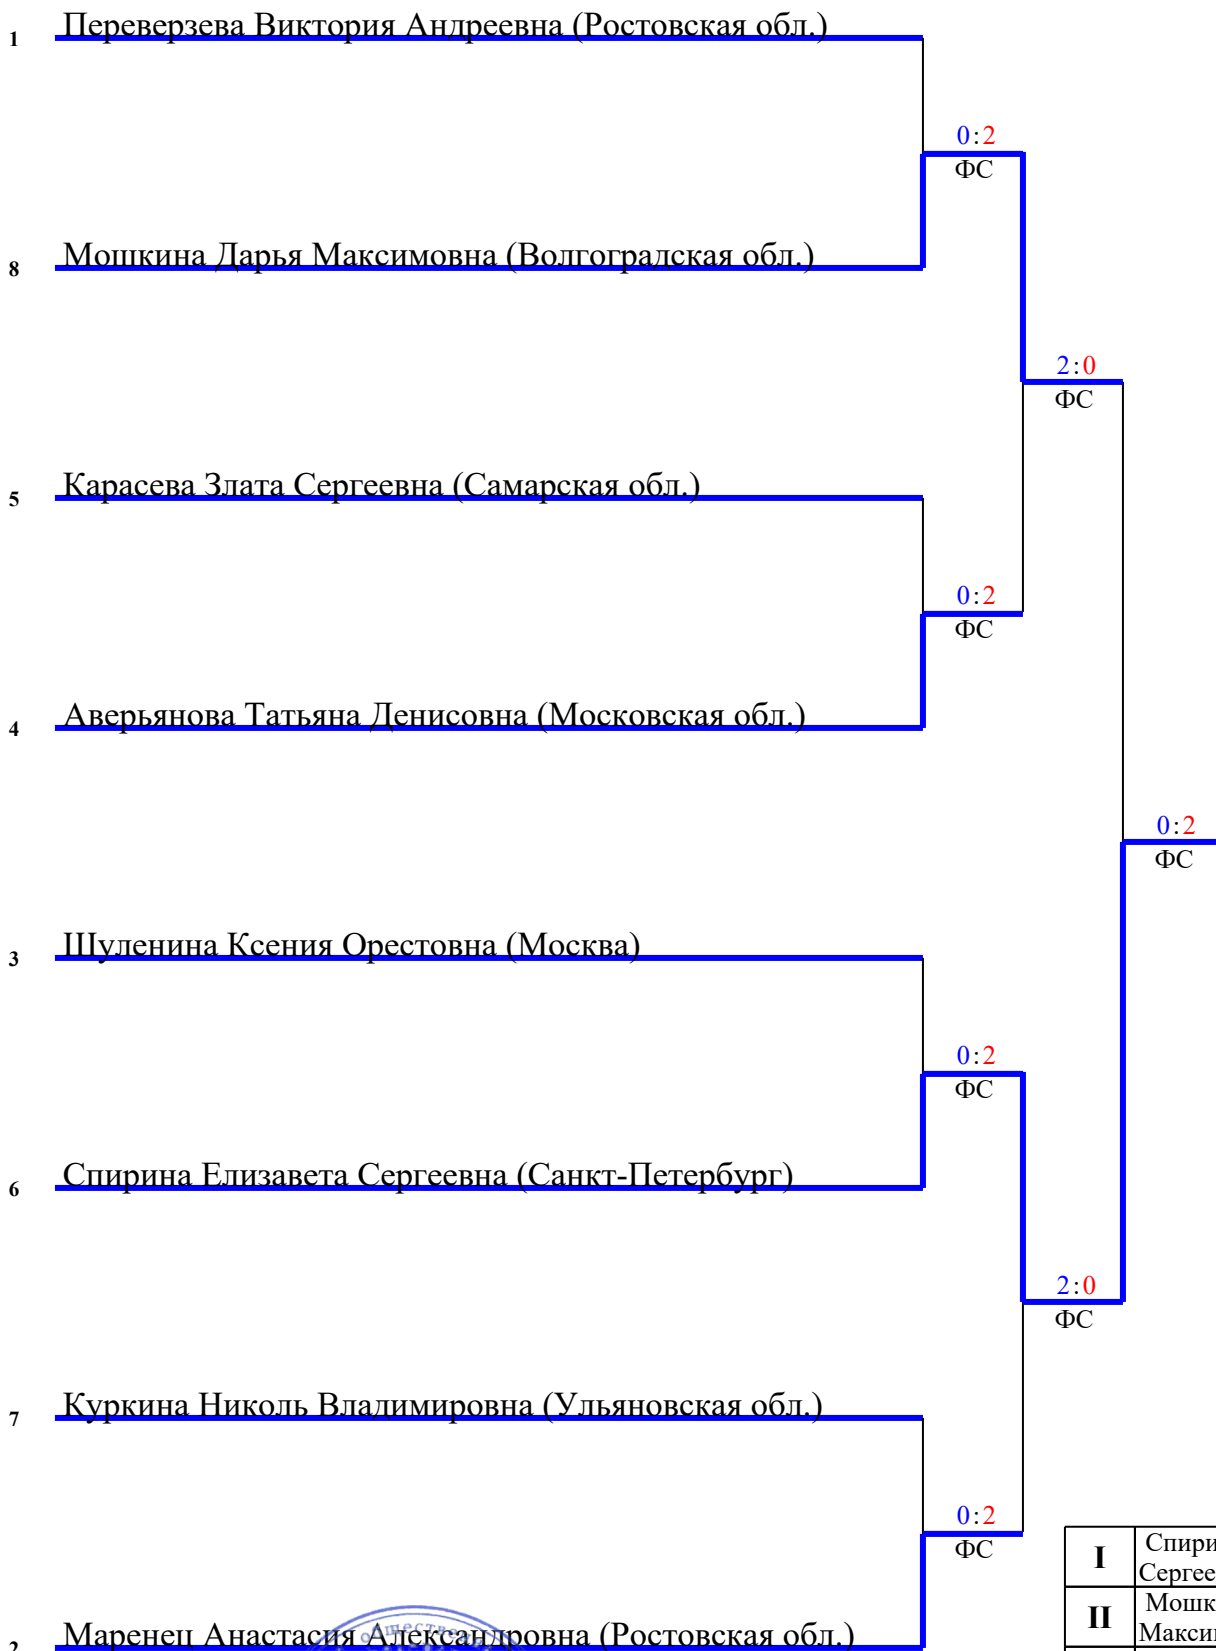 1 Переверзева Виктория Андреевна (Ростовская обл.)
0:2
ФС
8 Мошкина Дарья Максимовна (Волгоградская обл.)
2:0
ФС
5 Карасева Злата Сергеевна (Самарская обл.)
0:2
ФС
4 Аверьянова Татьяна Денисовна (Московская обл.)
0:2
ФС
3 Шуленина Ксения Орестовна (Москва)
0:2
ФС
6 Спирина Елизавета Сергеевна (Санкт-Петербург)
2:0
ФС
7 Куркина Николь Владимировна (Ульяновская обл.)
0:2
ФС
I Спири
Сергее
II Мошк
Макси
2 Маренец Анастасия Александровна (Ростовская обл.)